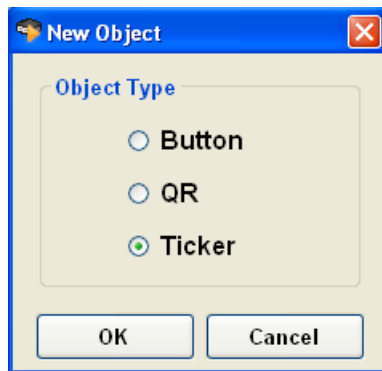 New Object
Object Type
Button
QR
Ticker
OK
Cancel